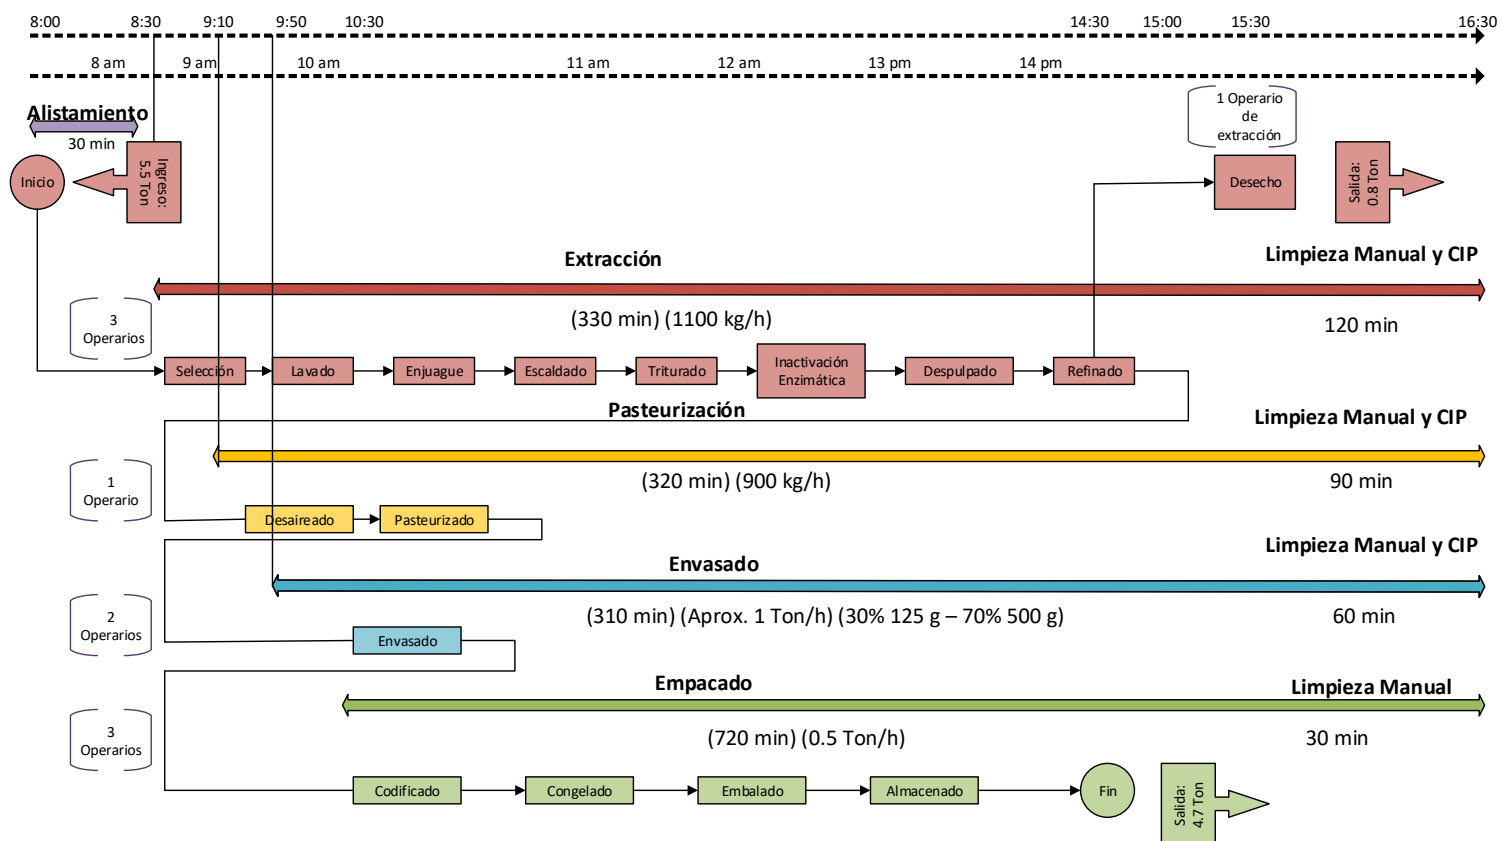 8:00 8:30 9:10 9:50 10:30 14:30 15:00 15:30 16:30
8 am 9 am 10 am 11 am 12 am 13 pm 14 pm
Alistamiento
30 min
Inicio
Ingreso:
5.5 Ton
1 Operario
de
extracción
Desecho
Salida:
0.8 Ton
Extracción
Limpieza Manual y CIP
3
Operarios
(330 min) (1100 kg/h)
120 min
Selección
Lavado
Enjuague
Escaldado
Triturado
Inactivación
Enzimática
Despulpado
Refinado
Pasteurización
Limpieza Manual y CIP
1
Operario
(320 min) (900 kg/h)
90 min
Desaireado
Pasteurizado
Envasado
Limpieza Manual y CIP
2
Operarios
(310 min) (Aprox. 1 Ton/h) (30% 125 g – 70% 500 g)
60 min
Envasado
Empacado
Limpieza Manual
3
Operarios
(720 min) (0.5 Ton/h)
30 min
Codificado
Congelado
Embalado
Almacenado
Fin
Salida:
4.7 Ton